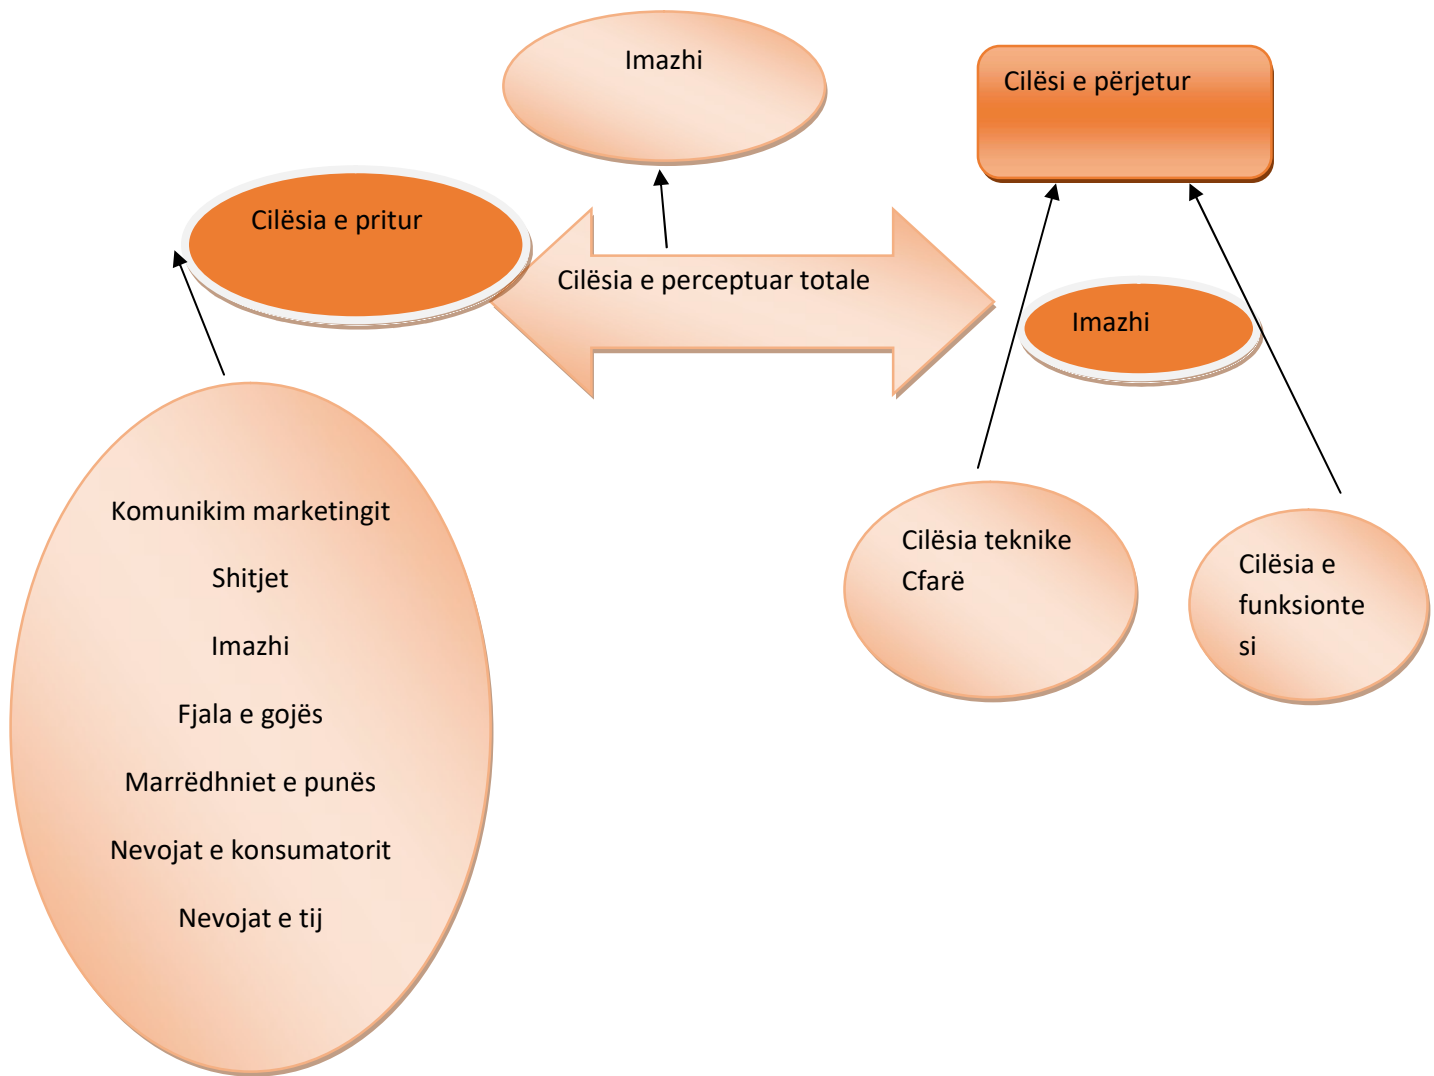 Imazhi
Cilësi e përjetur
Cilësia e pritur
Cilësia e perceptuar totale
Imazhi
Komunikim marketingit
Shitjet
Imazhi
Fjala e gojës
Marrëdhniet e punës
Nevojat e konsumatorit
Nevojat e tij
Cilësia teknike
Cfarë
Cilësia e
funksionte
si